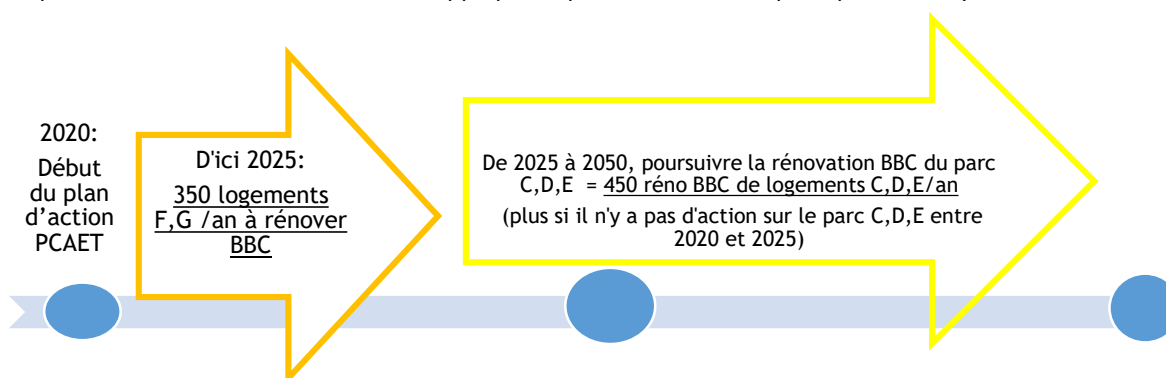 2020:
Début
du plan
d’action
PCAET
D'ici 2025:
350 logements
F,G /an à rénover
BBC
De 2025 à 2050, poursuivre la rénovation BBC du parc
C,D,E = 450 réno BBC de logements C,D,E/an
(plus si il n'y a pas d'action sur le parc C,D,E entre
2020 et 2025)